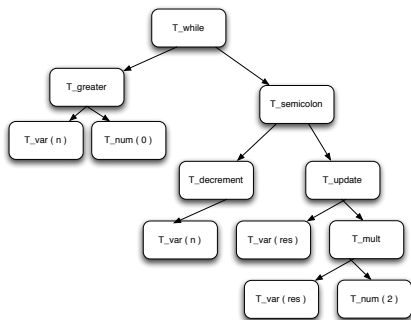 T_while
T_greater
T_semicolon
T_var ( n )
T_num ( 0 )
T_decrement
T_update
T_var ( n )
T_var ( res )
T_mult
T_var ( res )
T_num ( 2 )